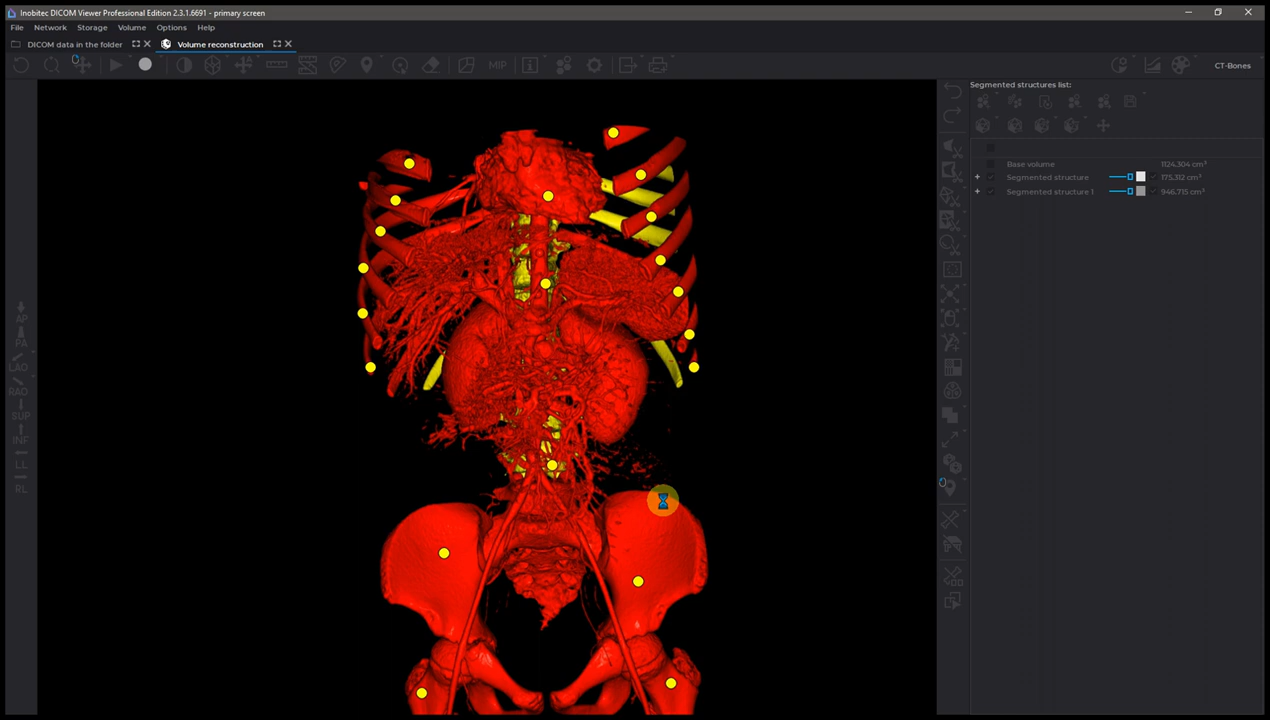 Inobitec DICOM Viewer Professional Edition 2.3.1.6691 - primary screen
File Network Storage Volume Options Help
DICOM data in the folder Volume reconstruction
MIP CT-Bones
Segmented structures list:
Base volume 1124,304 cm³
Segmented structure 175,312 cm³
Segmented structure 1 946,715 cm³
AP
PA
LAO
RAO
SUP
INF
LL
RL